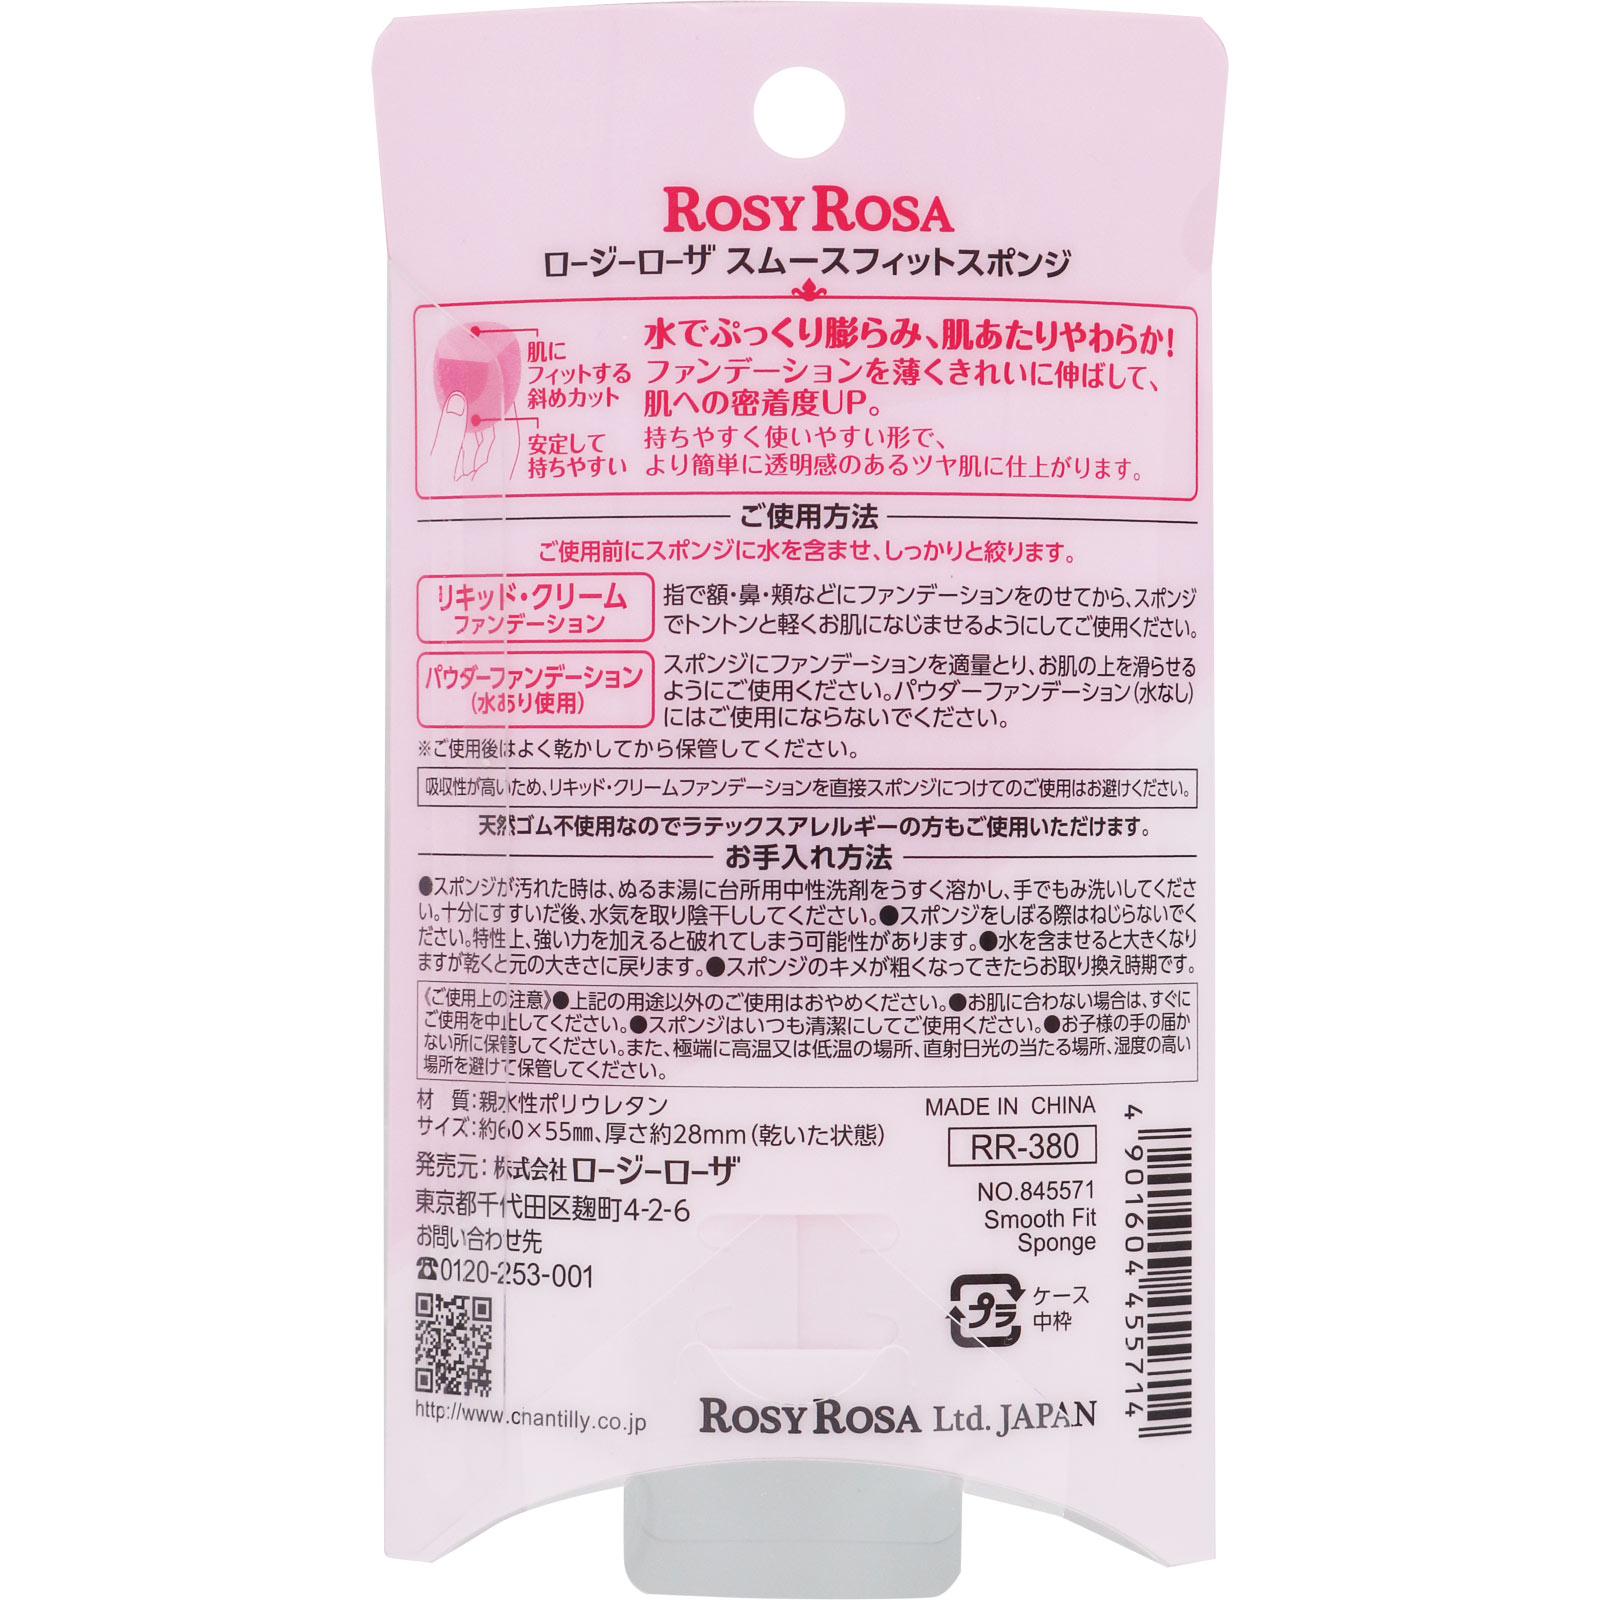 ROSY ROSA
ロージーローザ スムースフィットスポンジ
肌に
フィットする
斜めカット
安定して
持ちやすい
水でぷっくり膨らみ、肌あたりやわらか!
ファンデーションを薄くきれいに伸ばして、
肌への密着度UP。
持ちやすく使いやすい形で、
より簡単に透明感のあるツヤ肌に仕上がります。
ご使用方法
ご使用前にスポンジに水を含ませ、しっかりと絞ります。
リキッド・クリーム
ファンデーション
指で額・鼻・頬などにファンデーションをのせてから、スポンジ
でトントンと軽くお肌になじませるようにしてご使用ください。
パウダーファンデーション
(水あり使用)
スポンジにファンデーションを適量とり、お肌の上を滑らせる
ようにご使用ください。パウダーファンデーション(水なし)
にはご使用にならないでください。
※ご使用後はよく乾かしてから保管してください。
吸収性が高いため、リキッド・クリームファンデーションを直接スポンジにつけてのご使用はお避けください。
天然ゴム不使用なのでラテックスアレルギーの方もご使用いただけます。
お手入れ方法
●スポンジが汚れた時は、ぬるま湯に台所用中性洗剤をうすく溶かし、手でもみ洗いしてくださ
い。十分にすすいだ後、水気を取り陰干ししてください。●スポンジをしぼる際はねじらないでく
ださい。特性上、強い力を加えると破れてしまう可能性があります。●水を含ませると大きくなり
ますが乾くと元の大きさに戻ります。●スポンジのキメが粗くなってきたらお取り換え時期です。
《ご使用上の注意》●上記の用途以外のご使用はおやめください。●お肌に合わない場合は、すぐに
ご使用を中止してください。●スポンジはいつも清潔にしてご使用ください。●お子様の手の届か
ない所に保管してください。また、極端に高温又は低温の場所、直射日光の当たる場所、湿度の高い
場所を避けて保管してください。
材　質:親水性ポリウレタン
サイズ:約60×55㎜、厚さ約28mm(乾いた状態)
発売元:株式会社ロージーローザ
東京都千代田区麹町4-2-6
お問い合わせ先
☎0120-253-001
http://www.chantilly.co.jp
MADE IN CHINA
RR-380
NO.845571
Smooth Fit
Sponge
プラ
ケース
中枠
ROSY ROSA Ltd. JAPAN
4901604455714